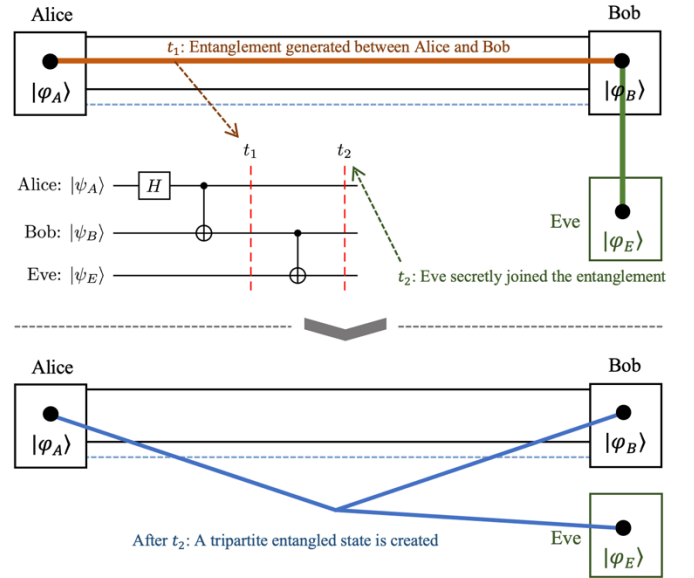 Alice Bob
t₁: Entanglement generated between Alice and Bob
|φ_A⟩ |φ_B⟩
t₁ t₂
Alice: |ψ_A⟩ H
Bob: |ψ_B⟩
Eve: |ψ_E⟩
Eve
|φ_E⟩
t₂: Eve secretly joined the entanglement
Alice Bob
|φ_A⟩ |φ_B⟩
After t₂: A tripartite entangled state is created
Eve
|φ_E⟩